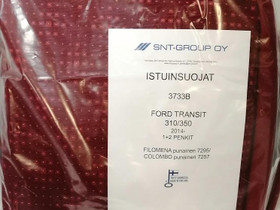 SNT-GROUP OY
ISTUINSUOJAT
3733B
FORD TRANSIT
310/350
2014-
1+2 PENKIT
FILOMENA punainen 7295/
COLOMBO punainen 7257